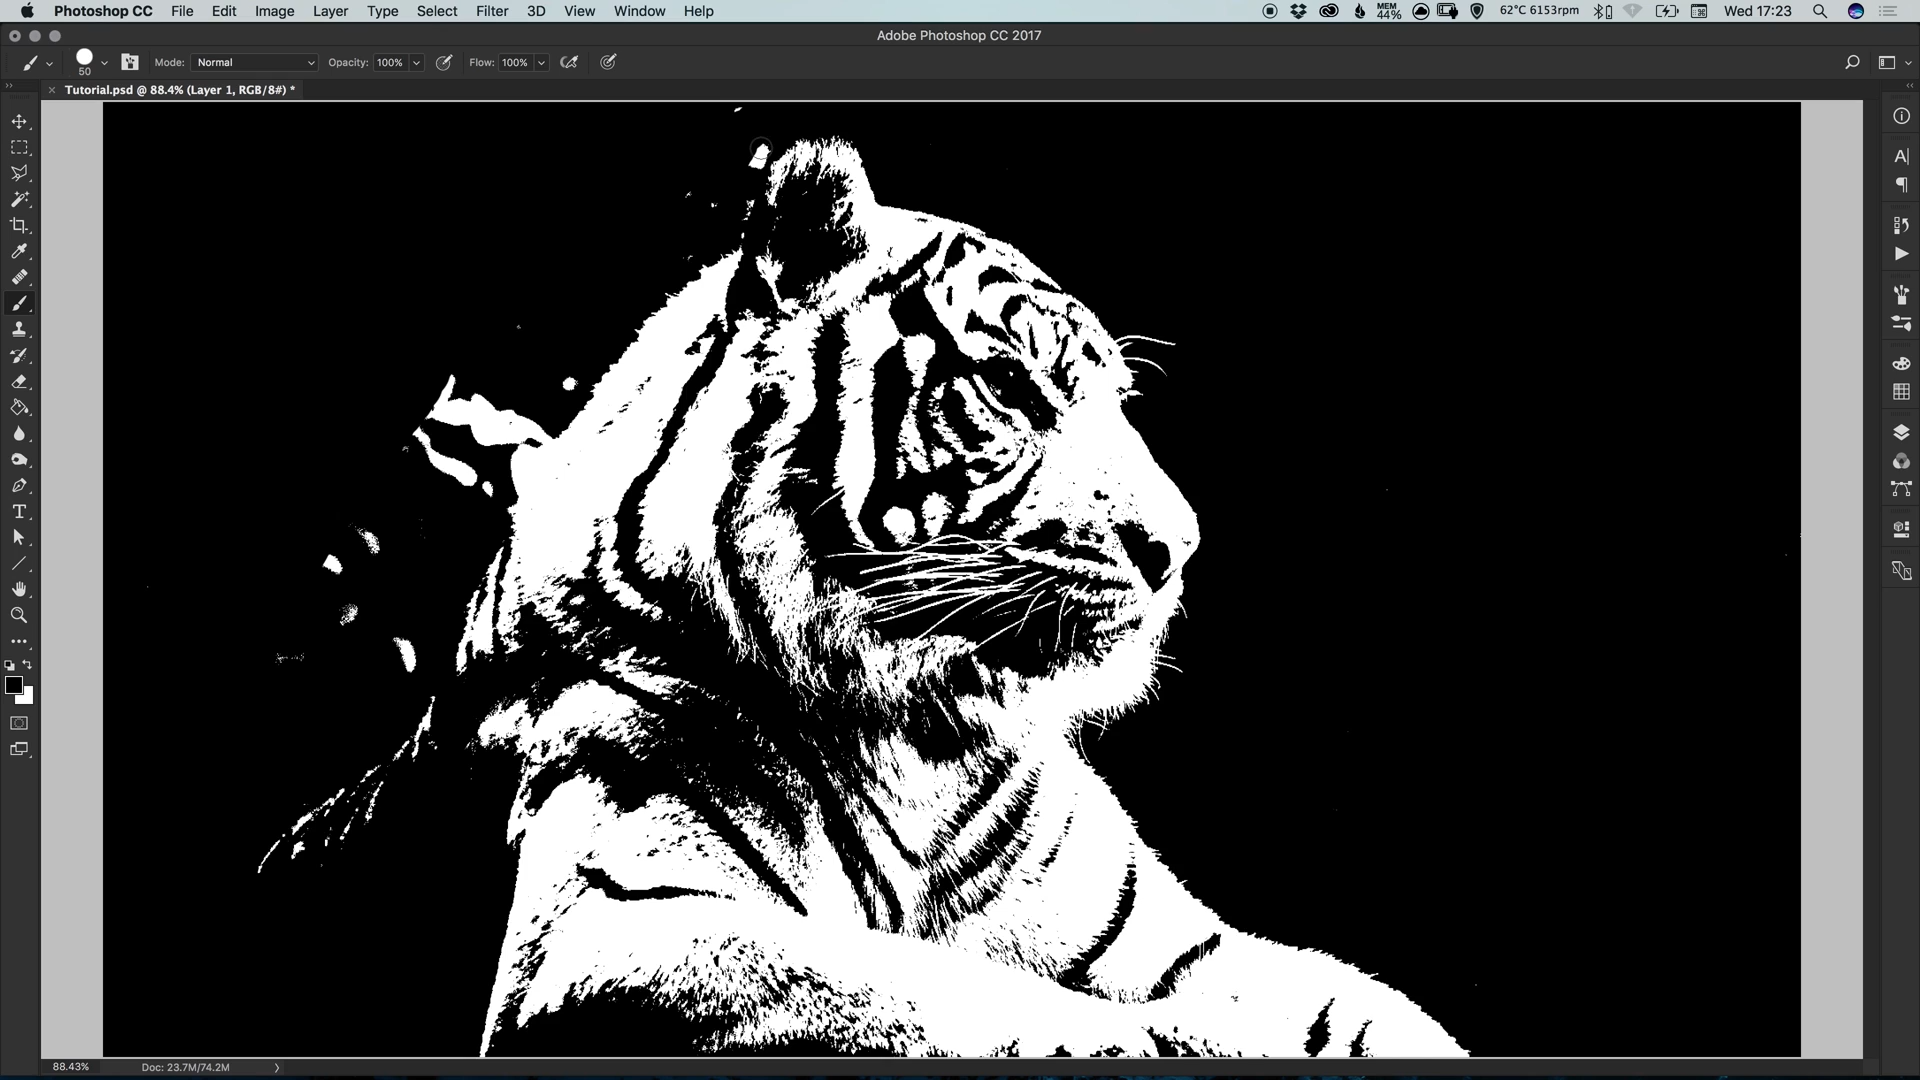 Photoshop CC File Edit Image Layer Type Select Filter 3D View Window Help MEM 44% 62°C 6153rpm Wed 17:23
Adobe Photoshop CC 2017
50 Mode: Normal Opacity: 100% Flow: 100%
Tutorial.psd @ 88.4% (Layer 1, RGB/8#) *
88.43% Doc: 23.7M/74.2M